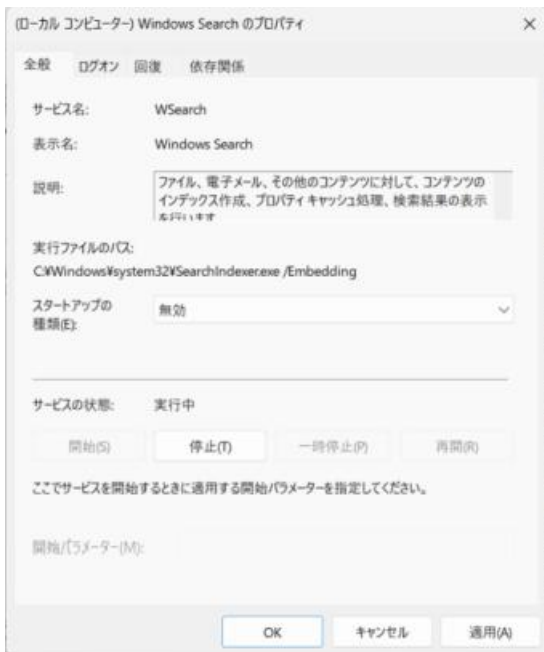 (ローカル コンピューター) Windows Search のプロパティ
全般 ログオン 回復 依存関係
サービス名: WSearch
表示名: Windows Search
説明: ファイル、電子メール、その他のコンテンツに対して、コンテンツの
インデックス作成、プロパティ キャッシュ処理、検索結果の表示
を行います
実行ファイルのパス:
C:¥Windows¥system32¥SearchIndexer.exe /Embedding
スタートアップの
種類(E): 無効
サービスの状態: 実行中
開始(S) 停止(T) 一時停止(P) 再開(R)
ここでサービスを開始するときに適用する開始パラメーターを指定してください。
開始パラメーター(M):
OK キャンセル 適用(A)